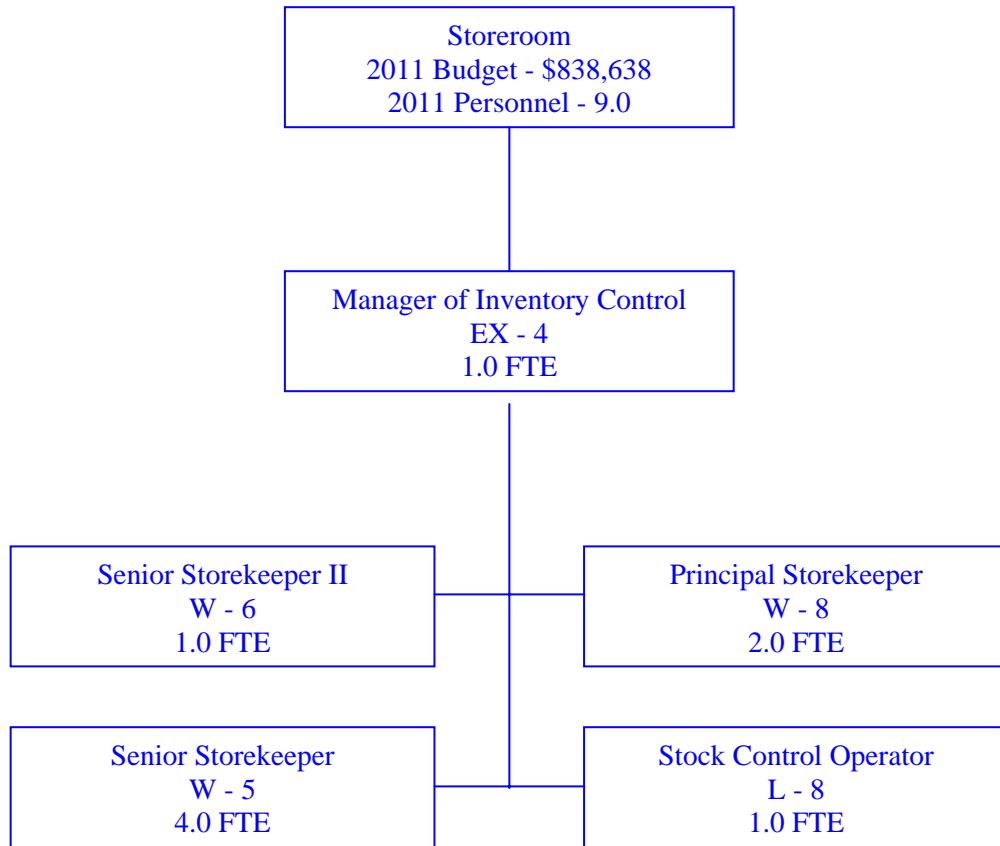 Storeroom
2011 Budget - $838,638
2011 Personnel - 9.0
Manager of Inventory Control
EX - 4
1.0 FTE
Senior Storekeeper II
W - 6
1.0 FTE
Principal Storekeeper
W - 8
2.0 FTE
Senior Storekeeper
W - 5
4.0 FTE
Stock Control Operator
L - 8
1.0 FTE